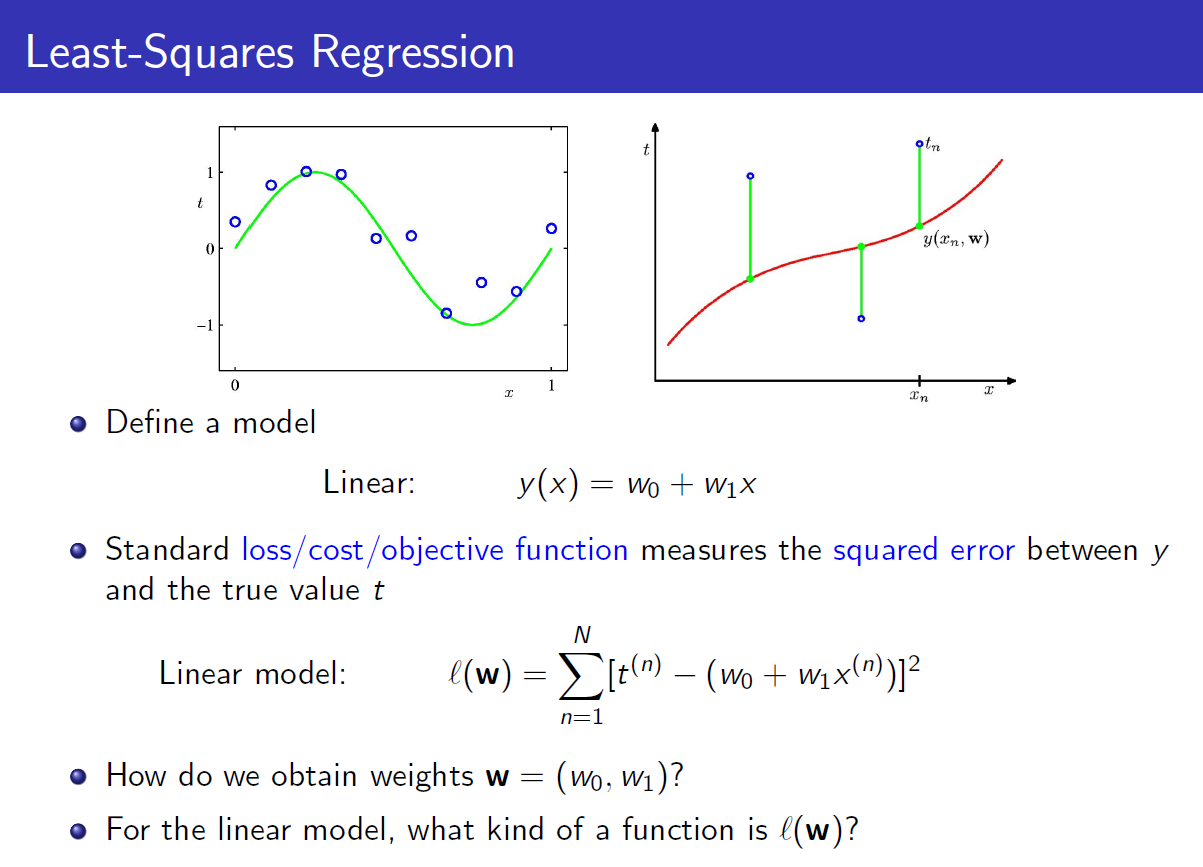 Least-Squares Regression
1
t
0
−1
0
x
1
t
tₙ
y(xₙ, w)
xₙ
x
Define a model
Linear: y(x) = w₀ + w₁x
Standard loss/cost/objective function measures the squared error between y
and the true value t
N
Linear model: ℓ(w) = ∑[t⁽ⁿ⁾ − (w₀ + w₁x⁽ⁿ⁾)]²
n=1
How do we obtain weights w = (w₀, w₁)?
For the linear model, what kind of a function is ℓ(w)?